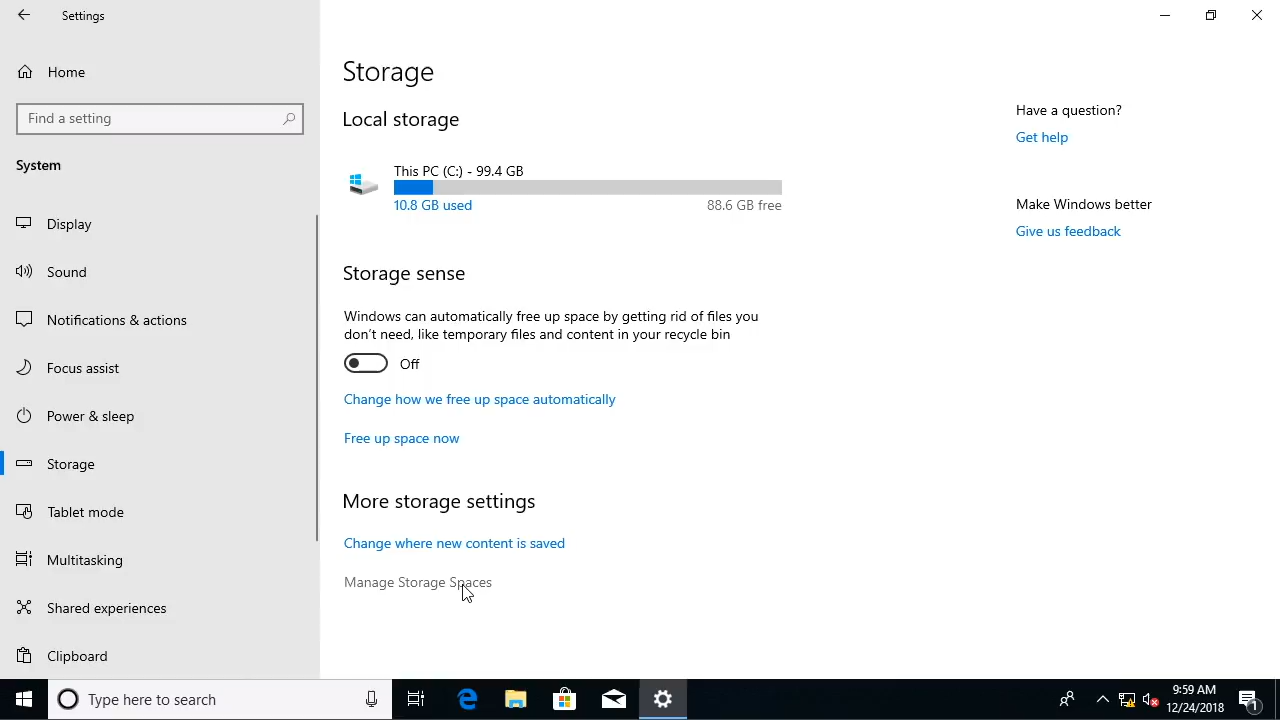 Settings
Home
Find a setting
System
Display
Sound
Notifications & actions
Focus assist
Power & sleep
Storage
Tablet mode
Multitasking
Shared experiences
Clipboard
Storage
Local storage
This PC (C:) - 99.4 GB
10.8 GB used
88.6 GB free
Storage sense
Windows can automatically free up space by getting rid of files you
don't need, like temporary files and content in your recycle bin
Off
Change how we free up space automatically
Free up space now
More storage settings
Change where new content is saved
Manage Storage Spaces
Have a question?
Get help
Make Windows better
Give us feedback
Type here to search
9:59 AM
12/24/2018
1